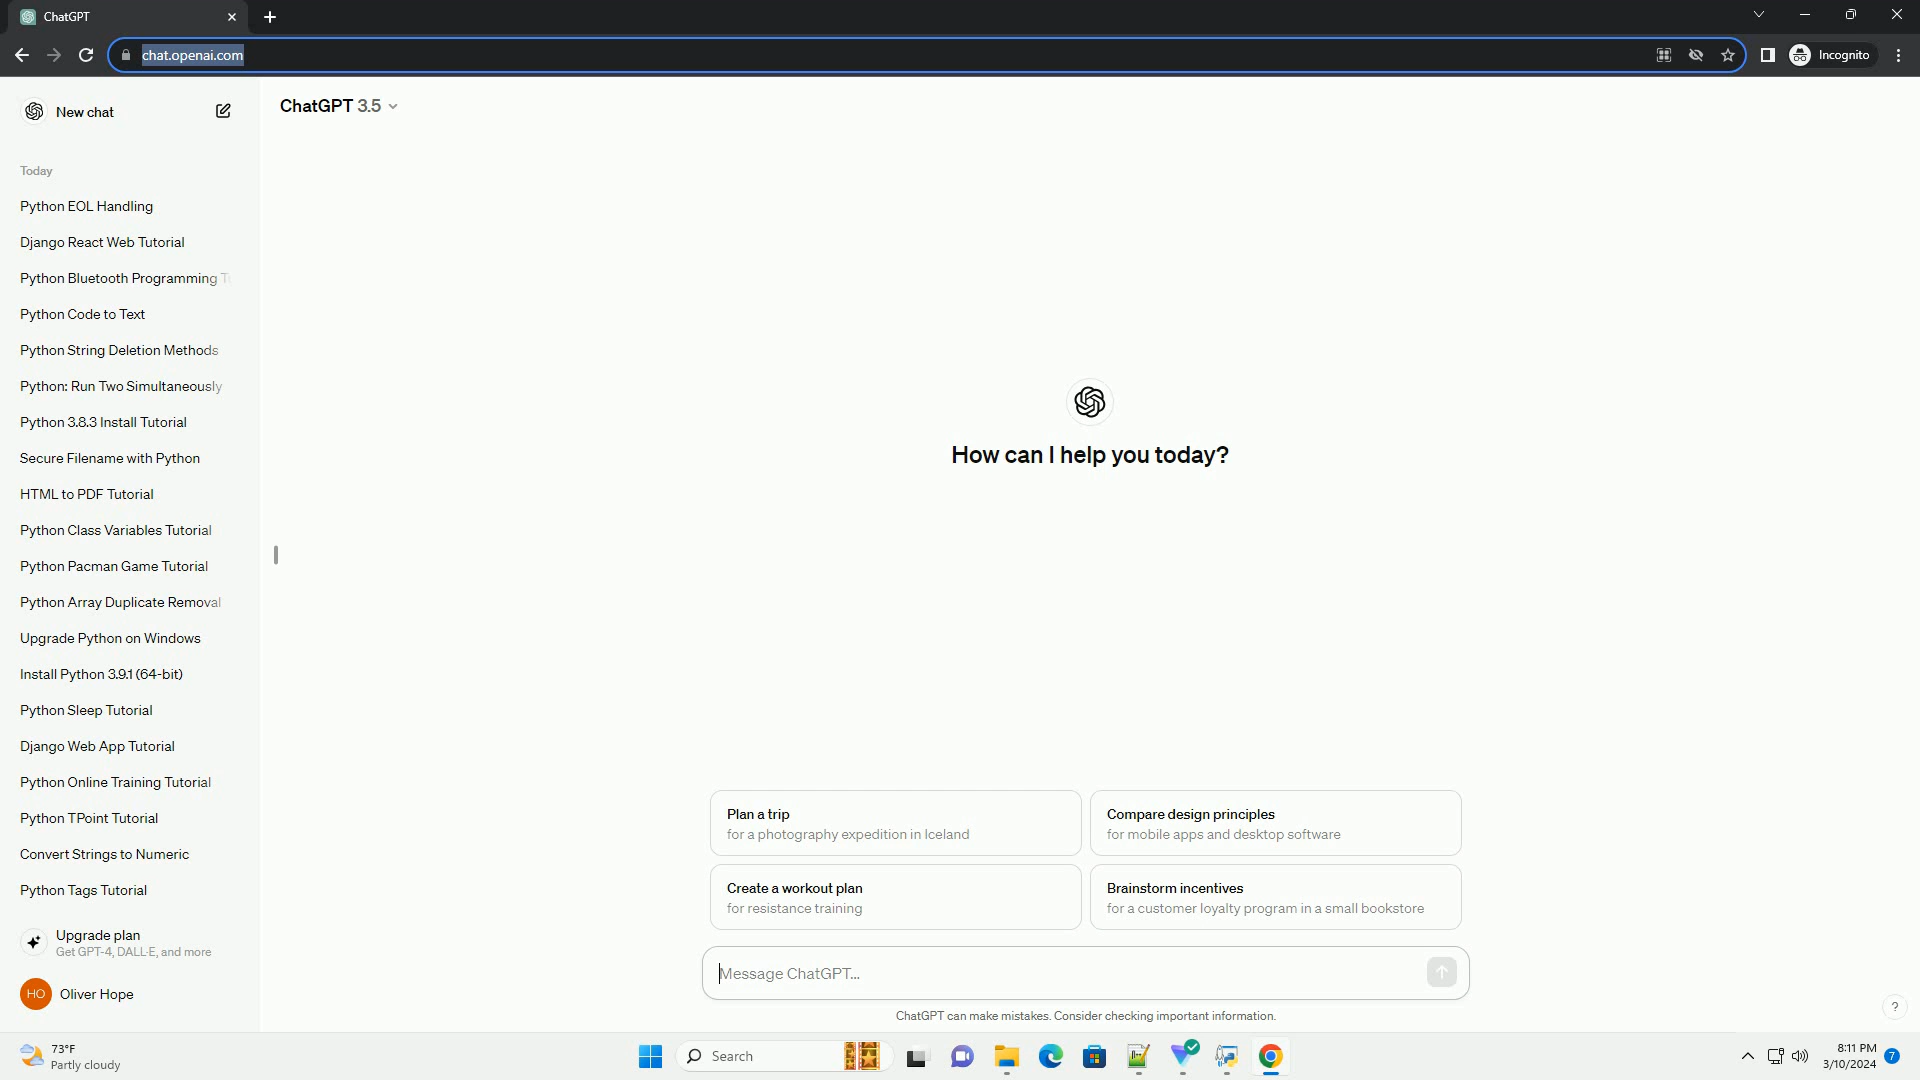 ChatGPT
chat.openai.com
Incognito
New chat
ChatGPT 3.5
Today
Python EOL Handling
Django React Web Tutorial
Python Bluetooth Programming T
Python Code to Text
Python String Deletion Methods
Python: Run Two Simultaneously
Python 3.8.3 Install Tutorial
Secure Filename with Python
HTML to PDF Tutorial
Python Class Variables Tutorial
Python Pacman Game Tutorial
Python Array Duplicate Removal
Upgrade Python on Windows
Install Python 3.9.1 (64-bit)
Python Sleep Tutorial
Django Web App Tutorial
Python Online Training Tutorial
Python TPoint Tutorial
Convert Strings to Numeric
Python Tags Tutorial
Upgrade plan
Get GPT-4, DALL·E, and more
HO
Oliver Hope
How can I help you today?
Plan a trip
for a photography expedition in Iceland
Compare design principles
for mobile apps and desktop software
Create a workout plan
for resistance training
Brainstorm incentives
for a customer loyalty program in a small bookstore
Message ChatGPT...
ChatGPT can make mistakes. Consider checking important information.
?
73°F
Partly cloudy
Search
8:11 PM
3/10/2024
7